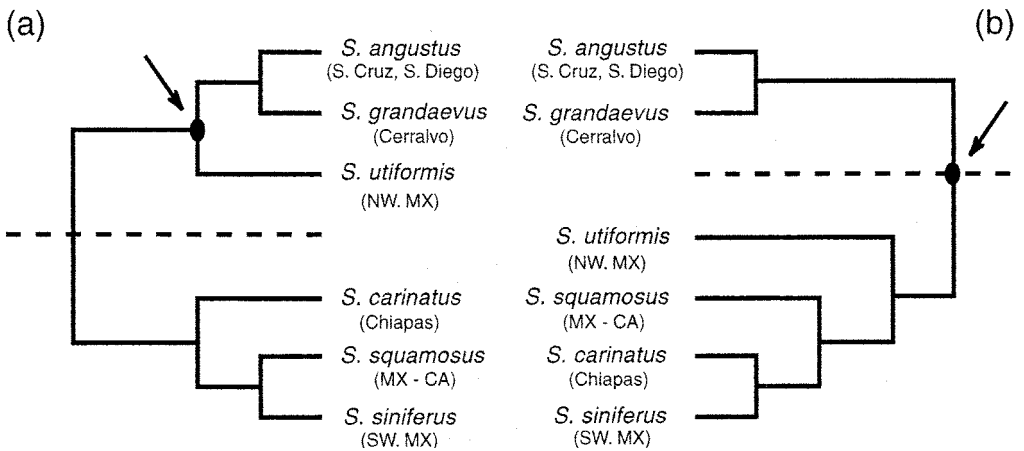 (a)
S. angustus
(S. Cruz, S. Diego)
S. grandaevus
(Cerralvo)
S. utiformis
(NW. MX)
S. carinatus
(Chiapas)
S. squamosus
(MX - CA)
S. siniferus
(SW. MX)
(b)
S. angustus
(S. Cruz, S. Diego)
S. grandaevus
(Cerralvo)
S. utiformis
(NW. MX)
S. squamosus
(MX - CA)
S. carinatus
(Chiapas)
S. siniferus
(SW. MX)